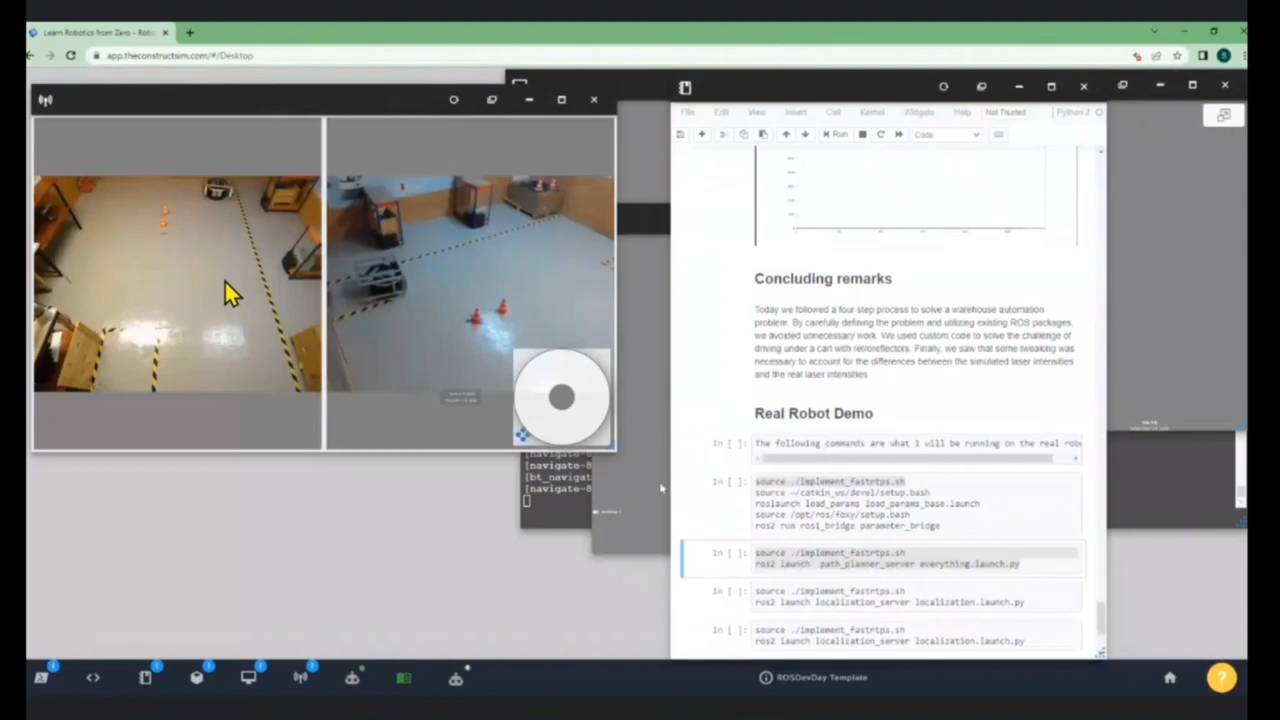 Learn Robotics from Zero - Robo
app.theconstructsim.com/#/Desktop
File Edit View Insert Cell Kernel Widgets Help Not Trusted Python 2
Run Code
Concluding remarks
Today we followed a four step process to solve a warehouse automation
problem. By carefully defining the problem and utilizing existing ROS packages,
we avoided unnecessary work. We used custom code to solve the challenge of
driving under a cart with retroreflectors. Finally, we saw that some tweaking was
necessary to account for the differences between the simulated laser intensities
and the real laser intensities.
Real Robot Demo
In [ ]: The following commands are what I will be running on the real robo
In [ ]: source ./implement_fastrtps.sh
source ~/catkin_ws/devel/setup.bash
roslaunch load_params load_params_base.launch
source /opt/ros/foxy/setup.bash
ros2 run ros1_bridge parameter_bridge
In [ ]: source ./implement_fastrtps.sh
ros2 launch path_planner_server everything.launch.py
In [ ]: source ./implement_fastrtps.sh
ros2 launch localization_server localization.launch.py
In [ ]: source ./implement_fastrtps.sh
ros2 launch localization_server localization.launch.py
[navigate-8
[navigate-8
[bt_navigat
[navigate-8
ROSDevDay Template
?